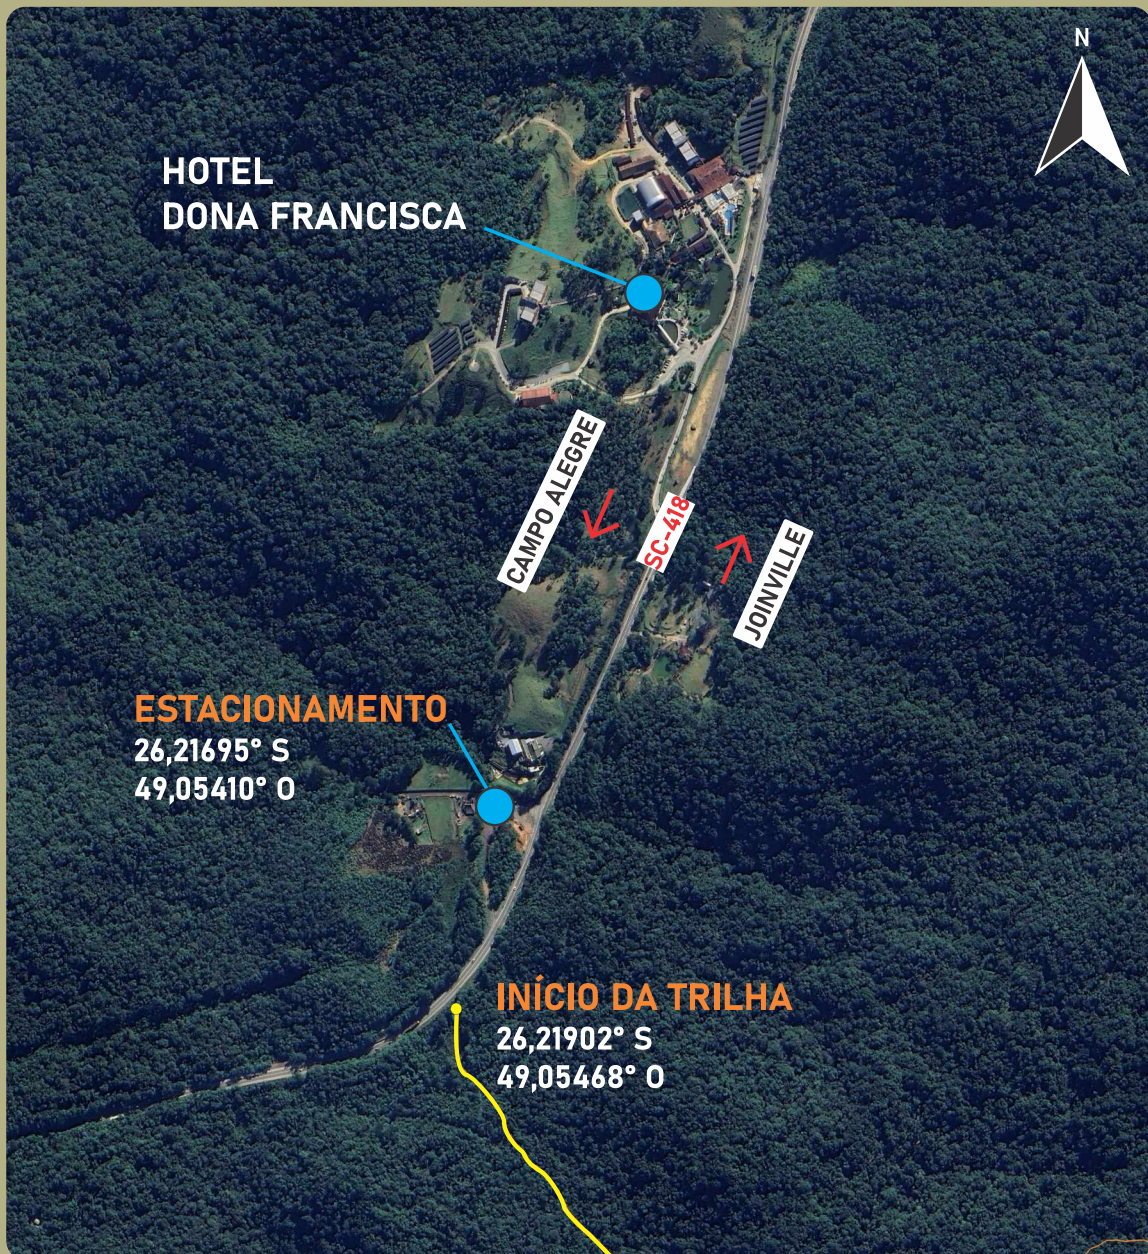 N
HOTEL
DONA FRANCISCA
CAMPO ALEGRE
SC-418
JOINVILLE
ESTACIONAMENTO
26,21695° S
49,05410° O
INÍCIO DA TRILHA
26,21902° S
49,05468° O